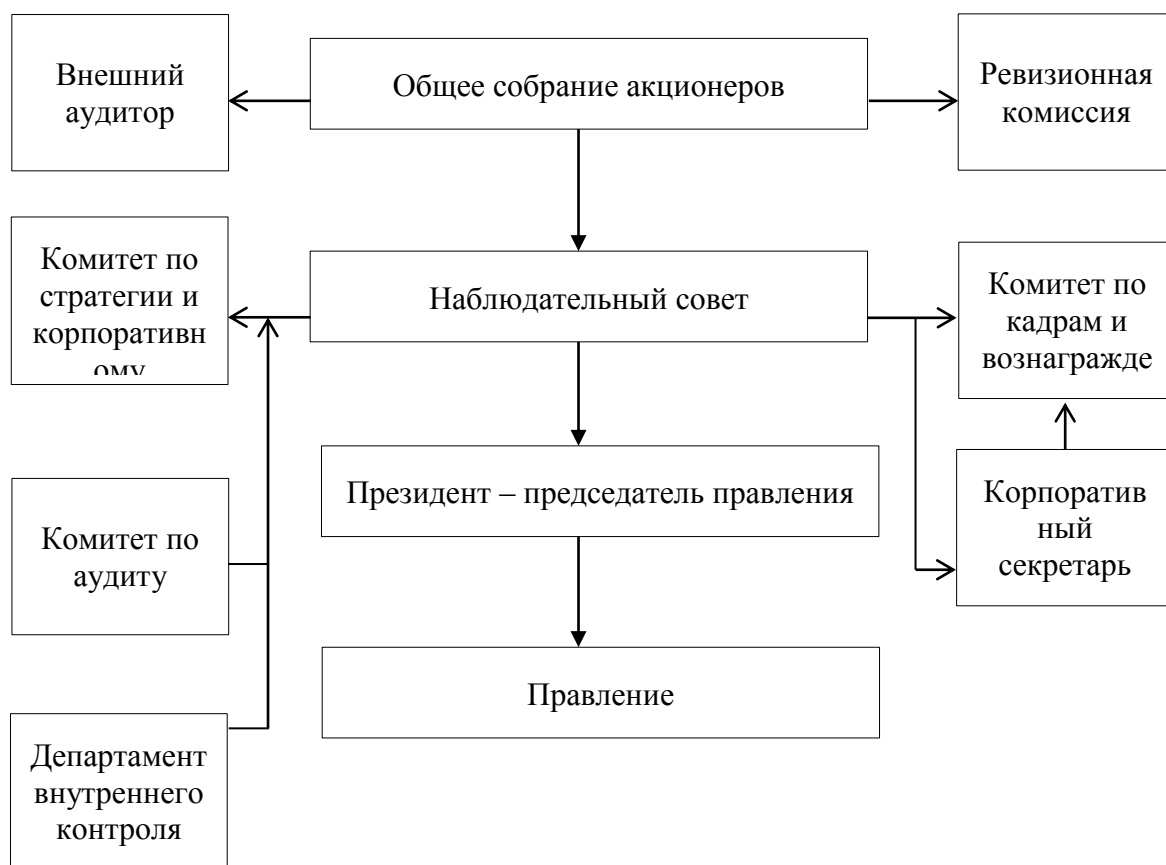 Внешний
аудитор
Общее собрание акционеров
Ревизионная
комиссия
Комитет по
стратегии и
корпоративн
ому
Наблюдательный совет
Комитет по
кадрам и
вознагражде
Президент – председатель правления
Комитет по
аудиту
Корпоратив
ный
секретарь
Правление
Департамент
внутреннего
контроля